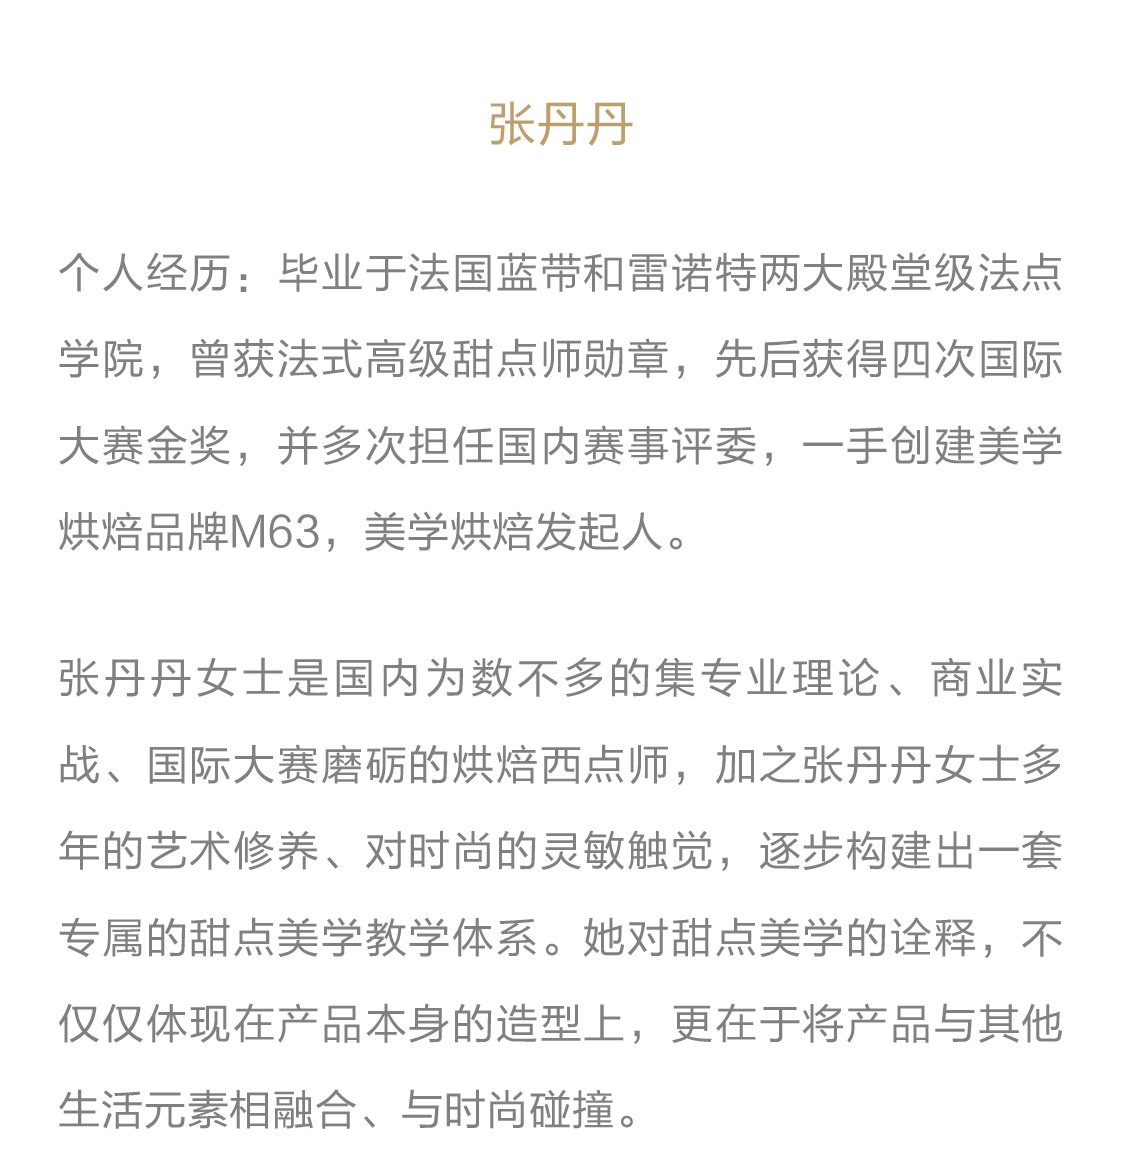 张丹丹
个人经历：毕业于法国蓝带和雷诺特两大殿堂级法点
学院，曾获法式高级甜点师勋章，先后获得四次国际
大赛金奖，并多次担任国内赛事评委，一手创建美学
烘焙品牌M63，美学烘焙发起人。
张丹丹女士是国内为数不多的集专业理论、商业实
战、国际大赛磨砺的烘焙西点师，加之张丹丹女士多
年的艺术修养、对时尚的灵敏触觉，逐步构建出一套
专属的甜点美学教学体系。她对甜点美学的诠释，不
仅仅体现在产品本身的造型上，更在于将产品与其他
生活元素相融合、与时尚碰撞。